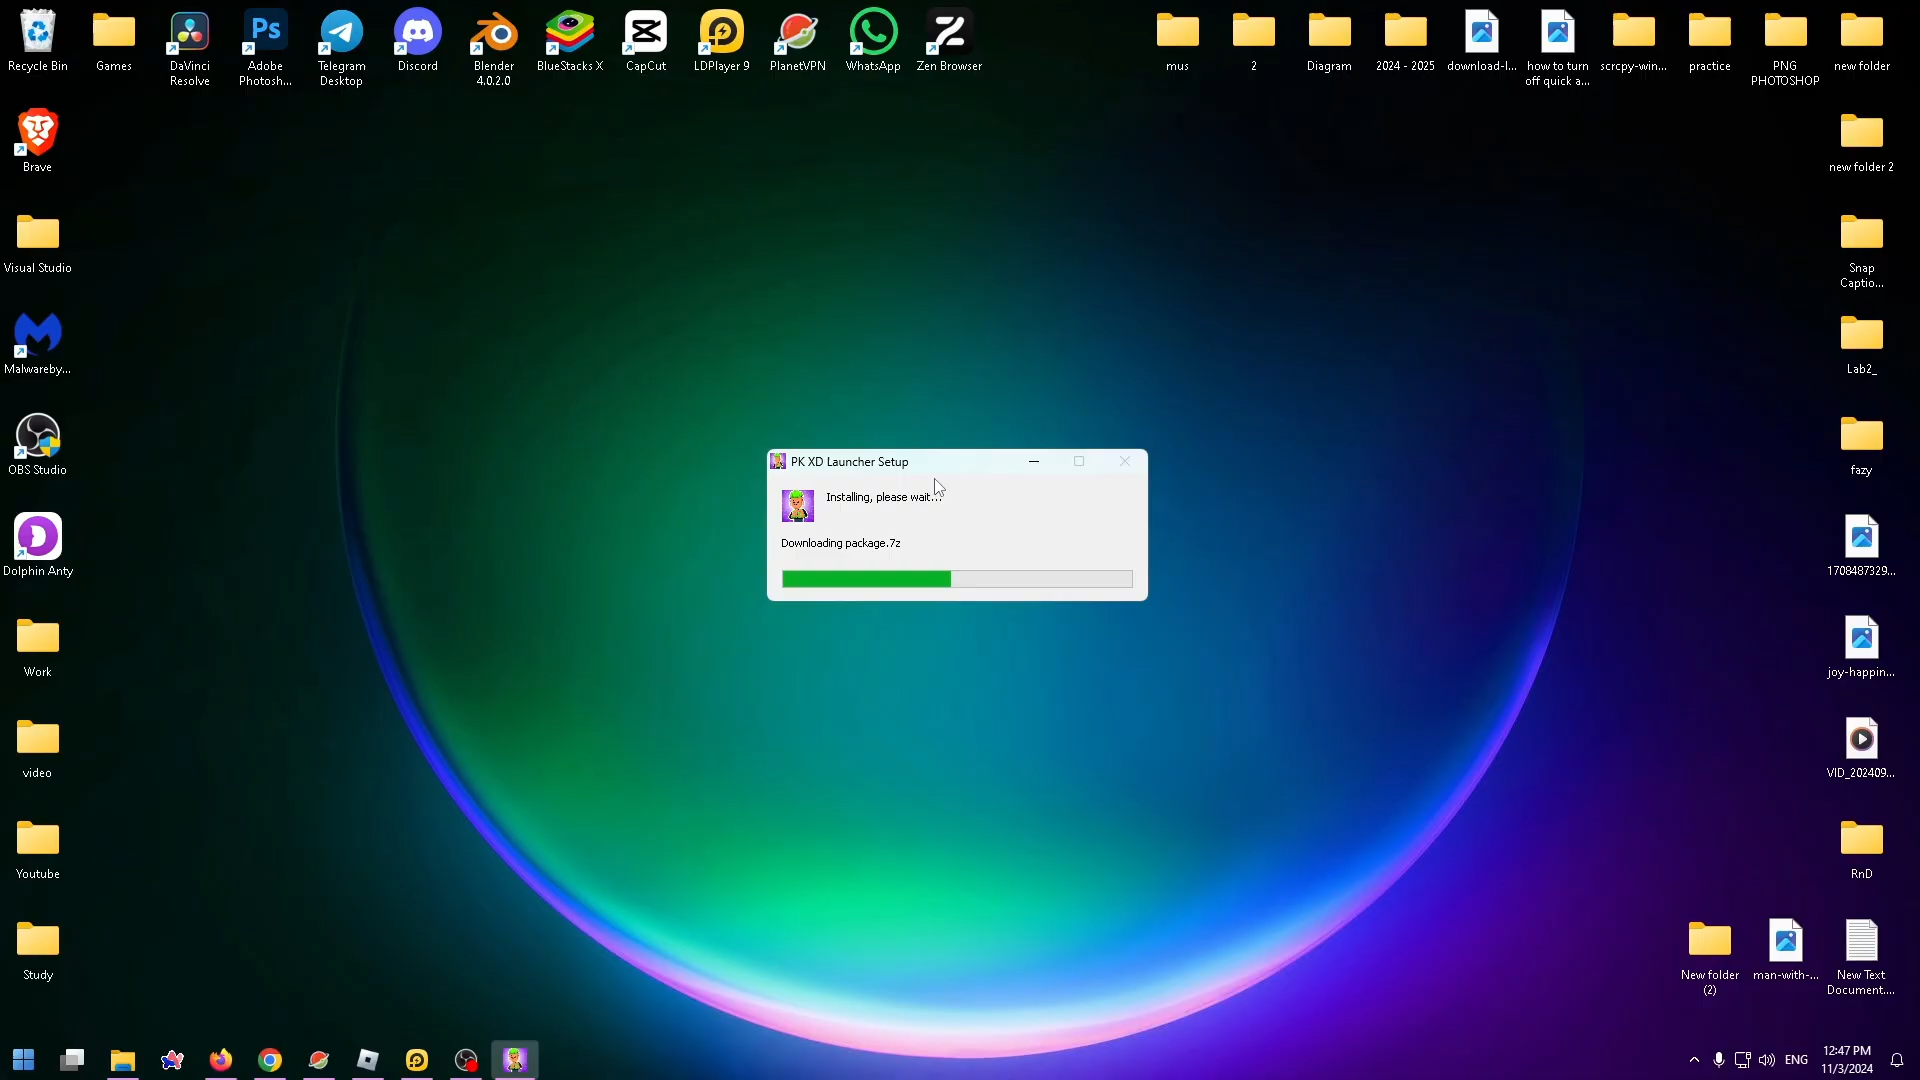 Recycle Bin
Games
DaVinci
Resolve
Adobe
Photosh...
Telegram
Desktop
Discord
Blender
4.0.2.0
BlueStacks X
CapCut
LDPlayer 9
PlanetVPN
WhatsApp
Zen Browser
mus
2
Diagram
2024 - 2025
download-l...
how to turn
off quick a...
scrcpy-win...
practice
PNG
PHOTOSHOP
new folder
Brave
new folder 2
Visual Studio
Snap
Captio...
Malwareby...
Lab2_
OBS Studio
fazy
PK XD Launcher Setup
Installing, please wait...
Downloading package.7z
Dolphin Anty
1708487329...
Work
joy-happin...
video
VID_202409...
Youtube
RnD
Study
New folder
(2)
man-with-...
New Text
Document....
ENG
12:47 PM
11/3/2024